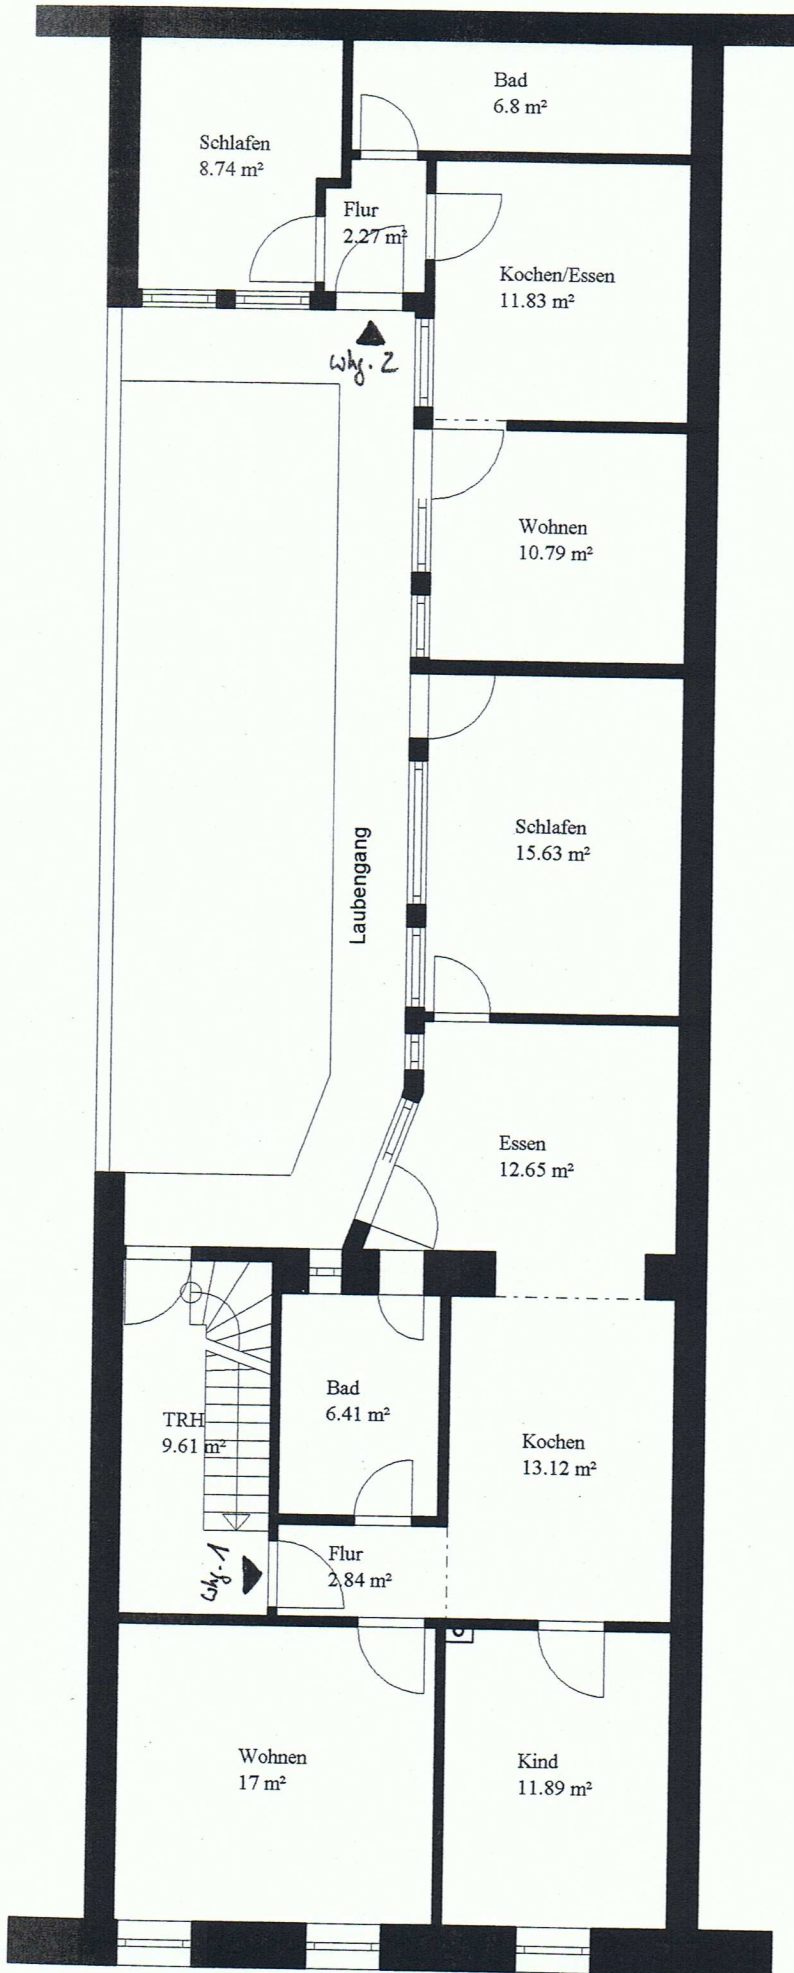 Bad
6.8 m²
Schlafen
8.74 m²
Flur
2.27 m²
Kochen/Essen
11.83 m²
Whg. 2
Wohnen
10.79 m²
Schlafen
15.63 m²
Laubengang
Essen
12.65 m²
Bad
6.41 m²
TRH
9.61 m²
Kochen
13.12 m²
Flur
2.84 m²
Whg. 1
Wohnen
17 m²
Kind
11.89 m²